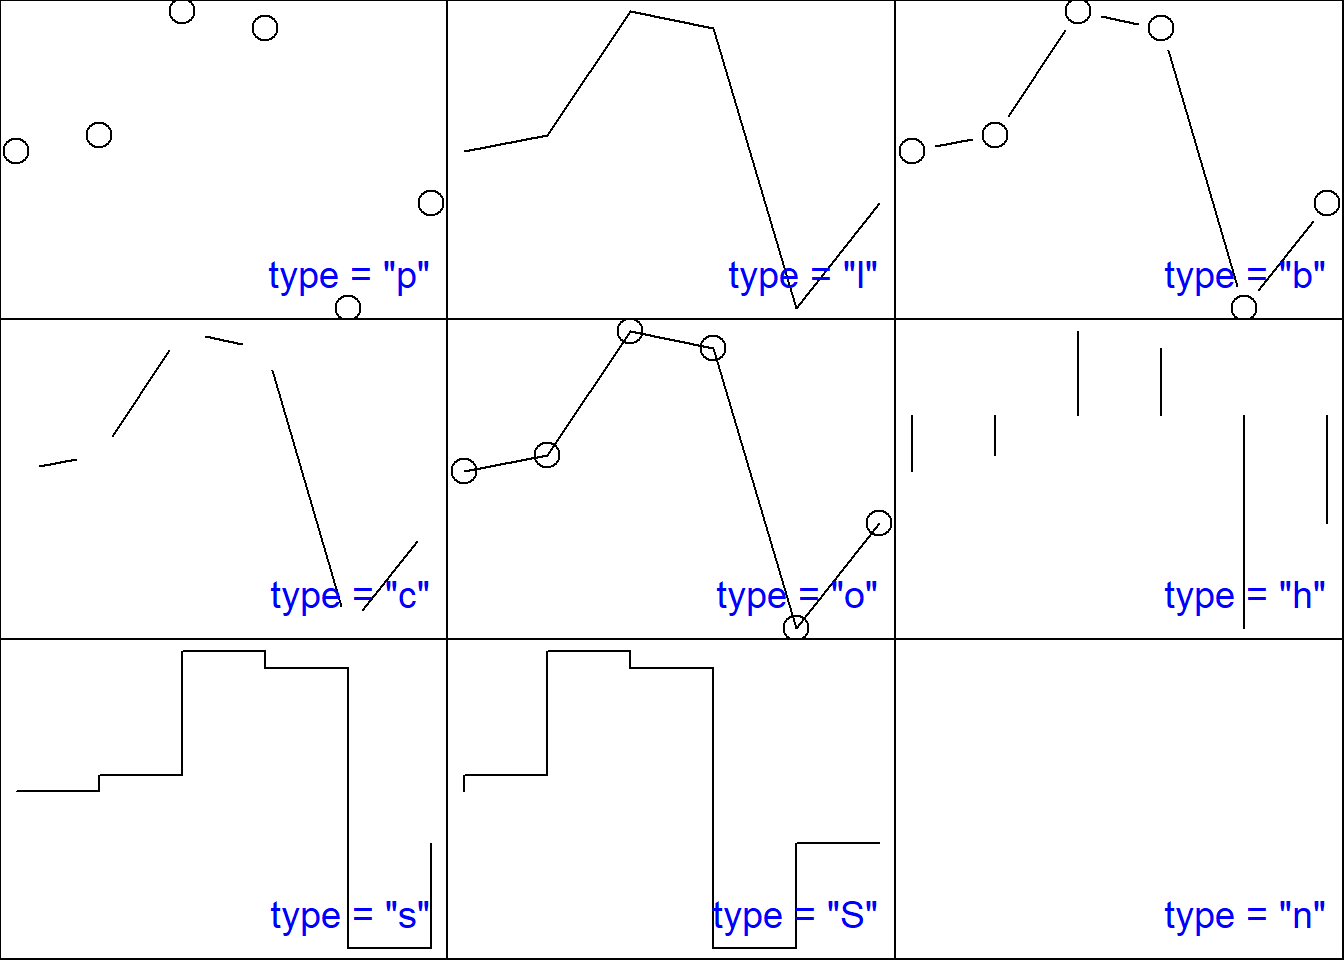 type = "p"
type = "l"
type = "b"
type = "c"
type = "o"
type = "h"
type = "s"
type = "S"
type = "n"